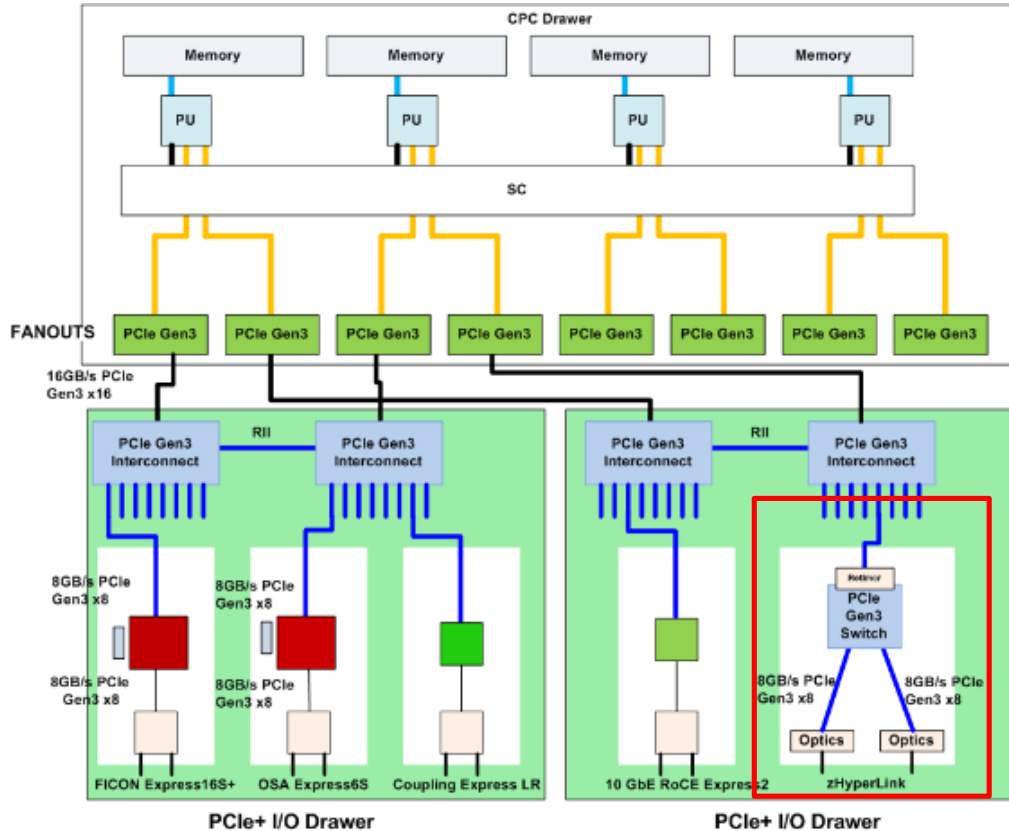 CPC Drawer
Memory
Memory
Memory
Memory
PU
PU
PU
PU
SC
FANOUTS
PCIe Gen3
PCIe Gen3
PCIe Gen3
PCIe Gen3
PCIe Gen3
PCIe Gen3
PCIe Gen3
PCIe Gen3
16GB/s PCIe
Gen3 x16
PCIe Gen3
Interconnect
RII
PCIe Gen3
Interconnect
PCIe Gen3
Interconnect
RII
PCIe Gen3
Interconnect
8GB/s PCIe
Gen3 x8
8GB/s PCIe
Gen3 x8
8GB/s PCIe
Gen3 x8
8GB/s PCIe
Gen3 x8
Retimer
PCIe
Gen3
Switch
8GB/s PCIe
Gen3 x8
8GB/s PCIe
Gen3 x8
Optics
Optics
FICON Express16S+
OSA Express6S
Coupling Express LR
10 GbE RoCE Express2
zHyperLink
PCIe+ I/O Drawer
PCIe+ I/O Drawer